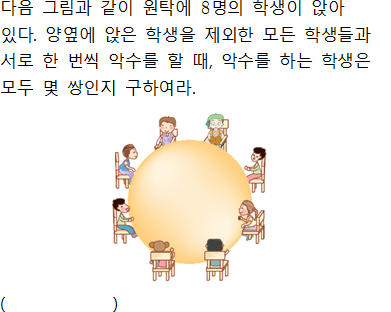 다음 그림과 같이 원탁에 8명의 학생이 앉아
있다. 양옆에 앉은 학생을 제외한 모든 학생들과
서로 한 번씩 악수를 할 때, 악수를 하는 학생은
모두 몇 쌍인지 구하여라.
( )